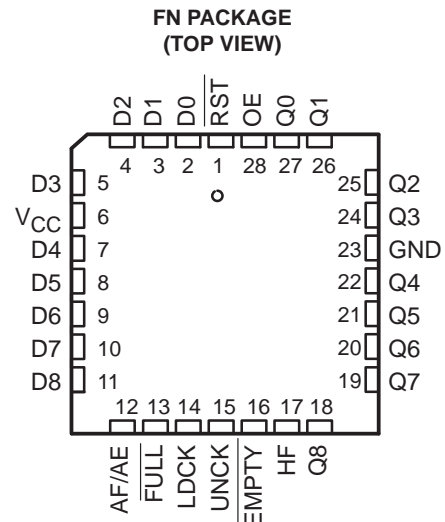 FN PACKAGE
(TOP VIEW)
D2 D1 D0 RST OE Q0 Q1
4 3 2 1 28 27 26
D3 5 25 Q2
VCC 6 24 Q3
D4 7 23 GND
D5 8 22 Q4
D6 9 21 Q5
D7 10 20 Q6
D8 11 19 Q7
12 13 14 15 16 17 18
AF/AE FULL LDCK UNCK EMPTY HF Q8